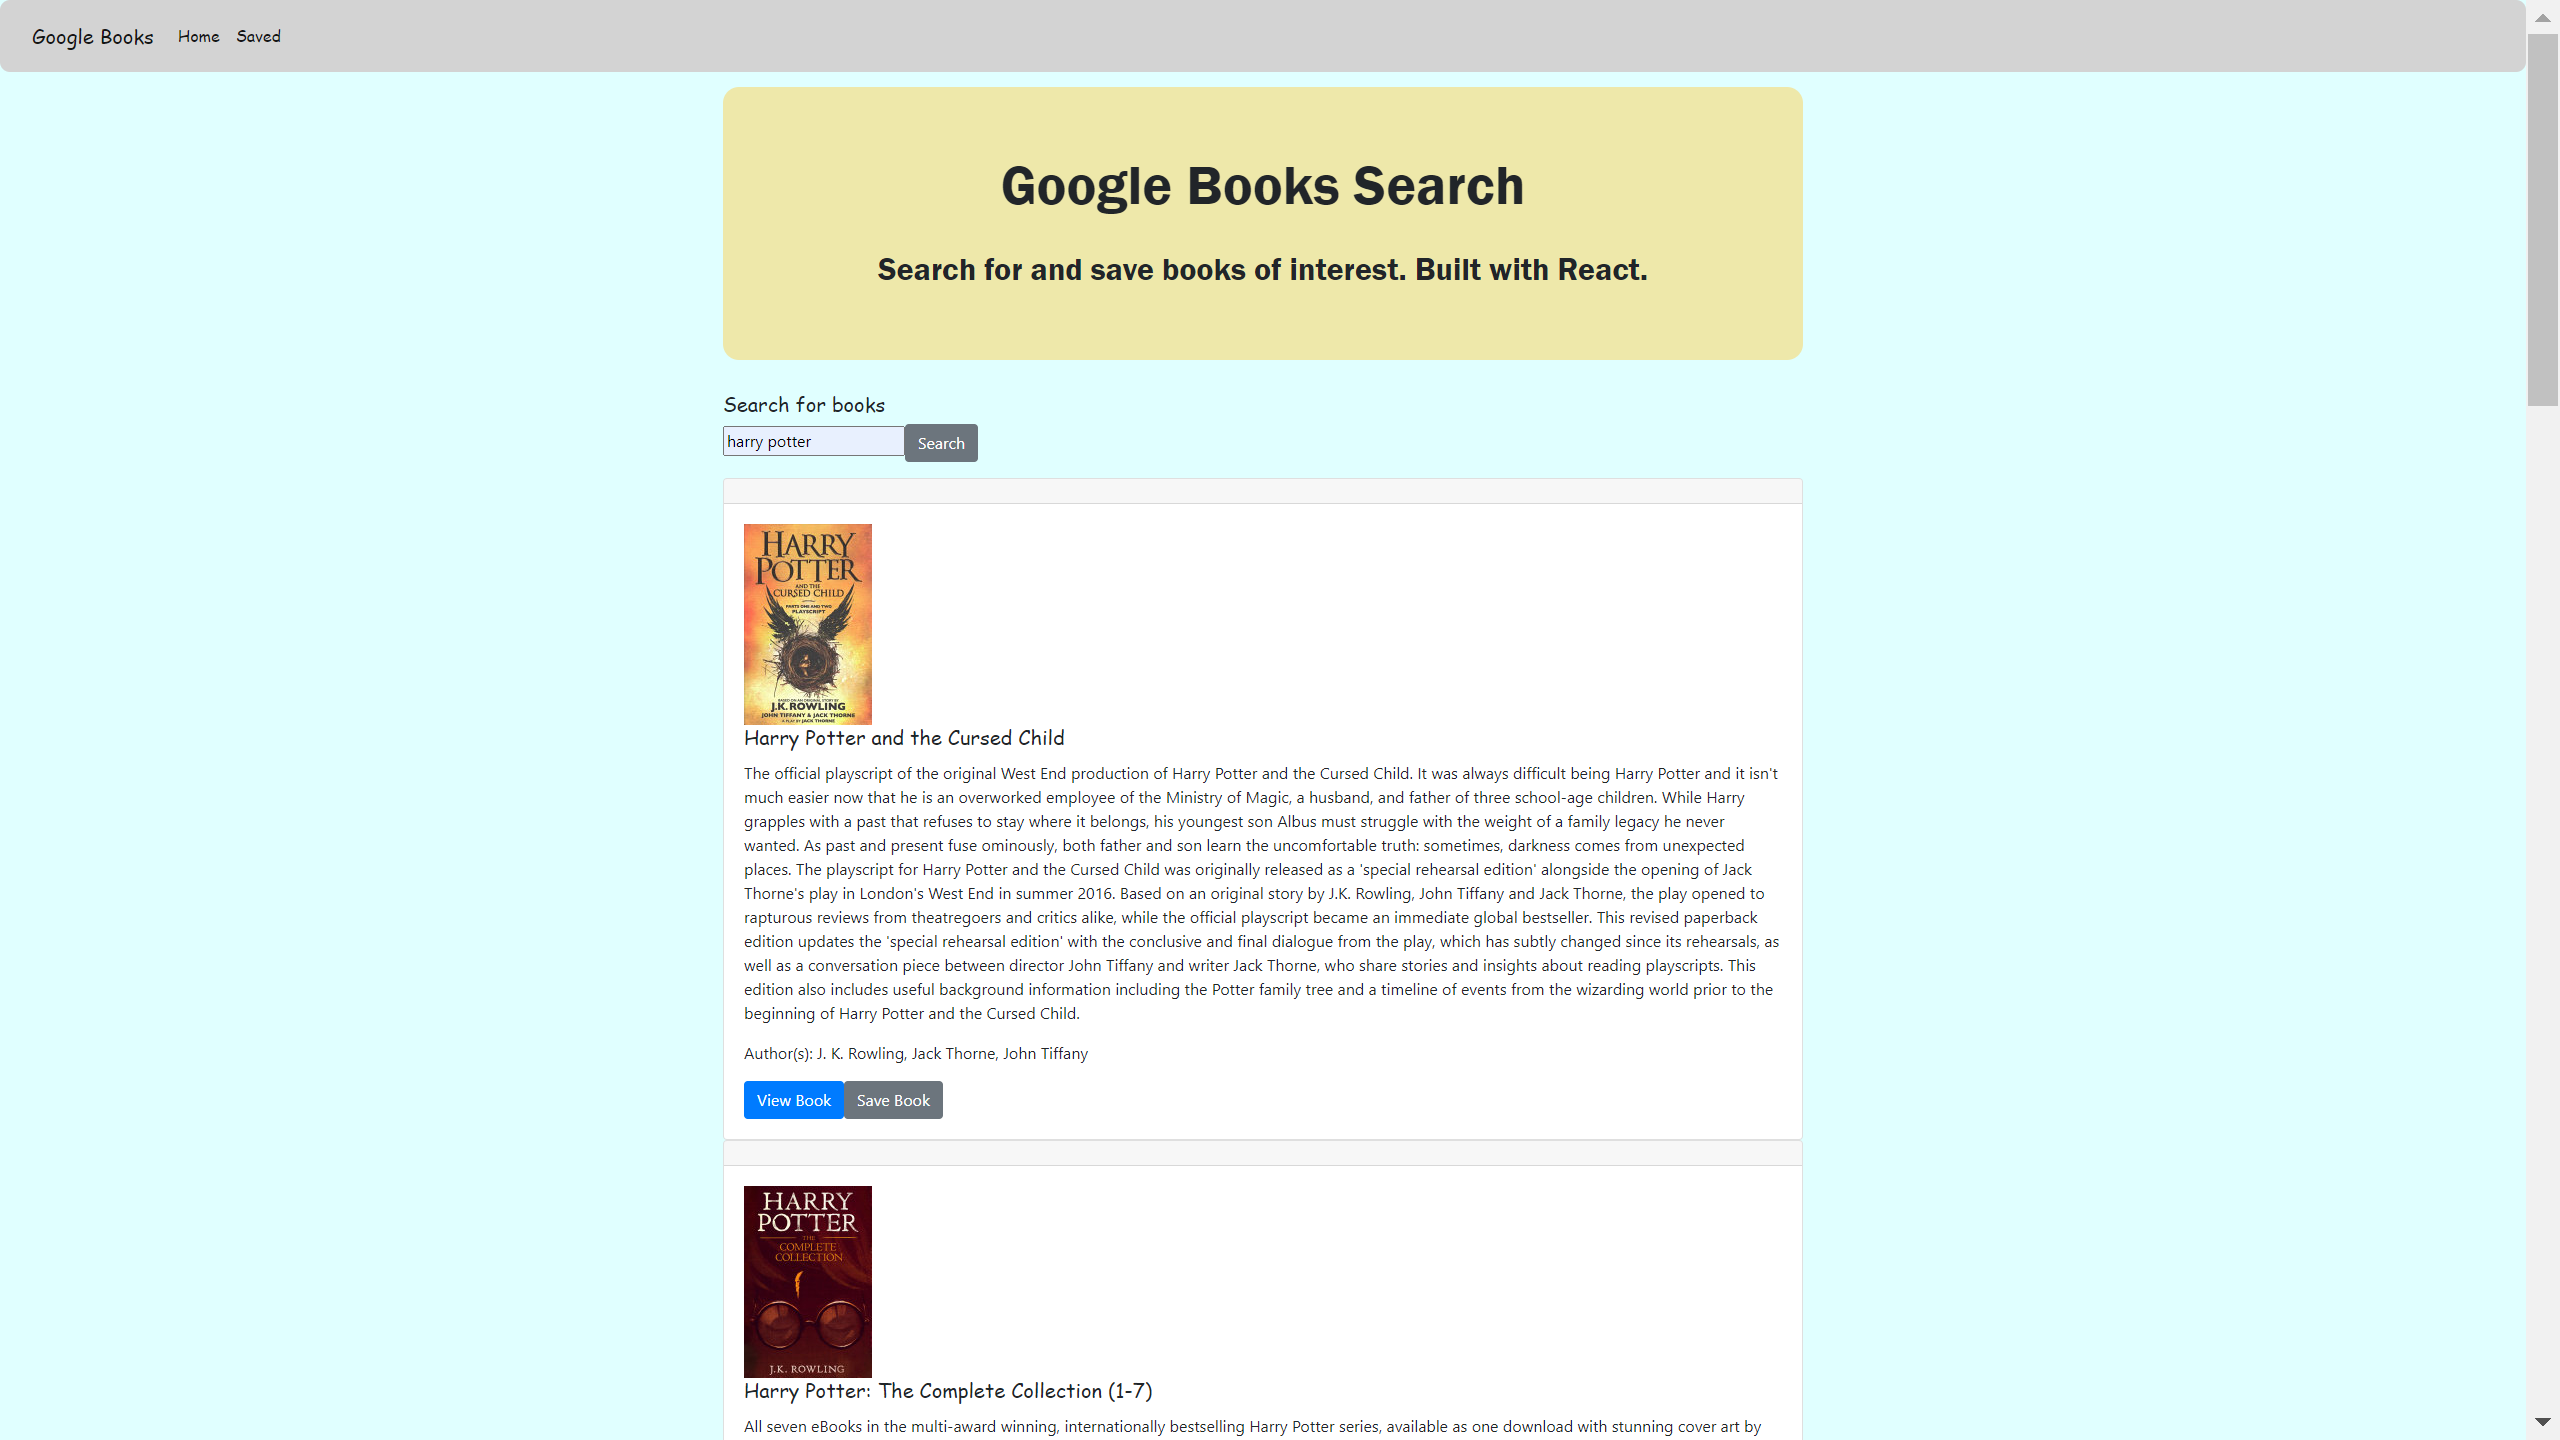 Google Books Home Saved
Google Books Search
Search for and save books of interest. Built with React.
Search for books
harry potter Search
HARRY
POTTER
AND THE
CURSED CHILD
PARTS ONE AND TWO
PLAYSCRIPT
BASED ON AN ORIGINAL STORY BY
J.K. ROWLING
JOHN TIFFANY & JACK THORNE
A PLAY BY JACK THORNE
Harry Potter and the Cursed Child
The official playscript of the original West End production of Harry Potter and the Cursed Child. It was always difficult being Harry Potter and it isn't
much easier now that he is an overworked employee of the Ministry of Magic, a husband, and father of three school-age children. While Harry
grapples with a past that refuses to stay where it belongs, his youngest son Albus must struggle with the weight of a family legacy he never
wanted. As past and present fuse ominously, both father and son learn the uncomfortable truth: sometimes, darkness comes from unexpected
places. The playscript for Harry Potter and the Cursed Child was originally released as a 'special rehearsal edition' alongside the opening of Jack
Thorne's play in London's West End in summer 2016. Based on an original story by J.K. Rowling, John Tiffany and Jack Thorne, the play opened to
rapturous reviews from theatregoers and critics alike, while the official playscript became an immediate global bestseller. This revised paperback
edition updates the 'special rehearsal edition' with the conclusive and final dialogue from the play, which has subtly changed since its rehearsals, as
well as a conversation piece between director John Tiffany and writer Jack Thorne, who share stories and insights about reading playscripts. This
edition also includes useful background information including the Potter family tree and a timeline of events from the wizarding world prior to the
beginning of Harry Potter and the Cursed Child.
Author(s): J. K. Rowling, Jack Thorne, John Tiffany
View Book Save Book
HARRY
POTTER
THE
COMPLETE
COLLECTION
J.K. ROWLING
Harry Potter: The Complete Collection (1-7)
All seven eBooks in the multi-award winning, internationally bestselling Harry Potter series, available as one download with stunning cover art by